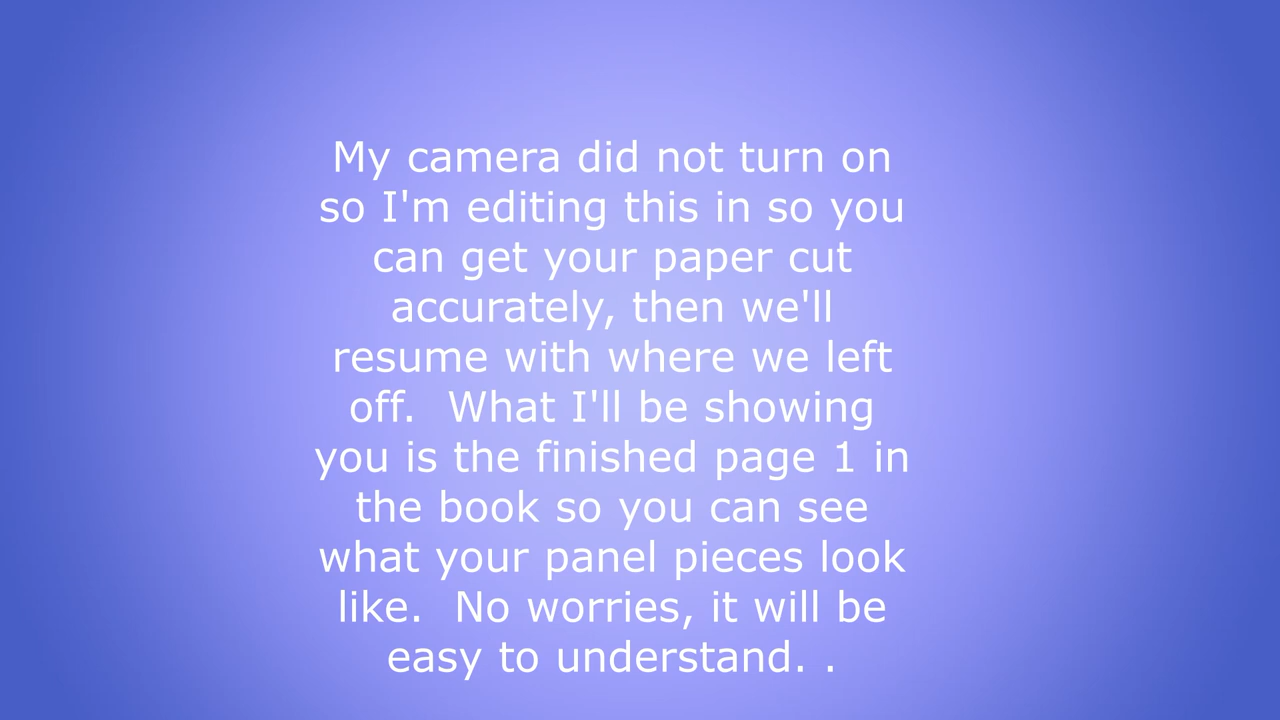 My camera did not turn on
so I'm editing this in so you
can get your paper cut
accurately, then we'll
resume with where we left
off.  What I'll be showing
you is the finished page 1 in
the book so you can see
what your panel pieces look
like.  No worries, it will be
easy to understand. .